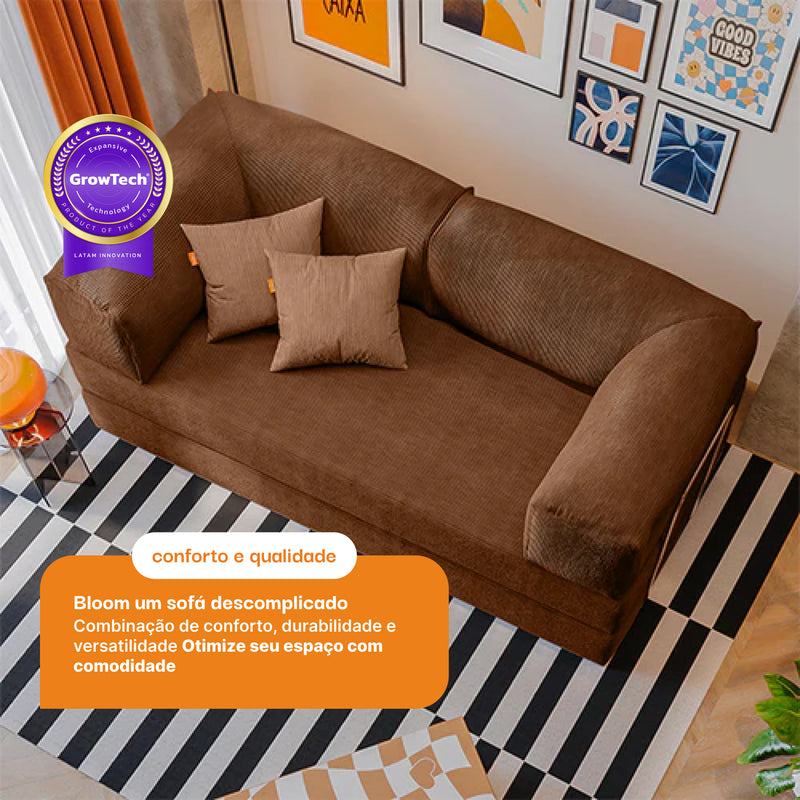 CAIXA
GOOD
VIBES
Expansive
GrowTech®
Technology
PRODUCT OF THE YEAR
LATAM INNOVATION
conforto e qualidade
Bloom um sofá descomplicado
Combinação de conforto, durabilidade e
versatilidade Otimize seu espaço com
comodidade